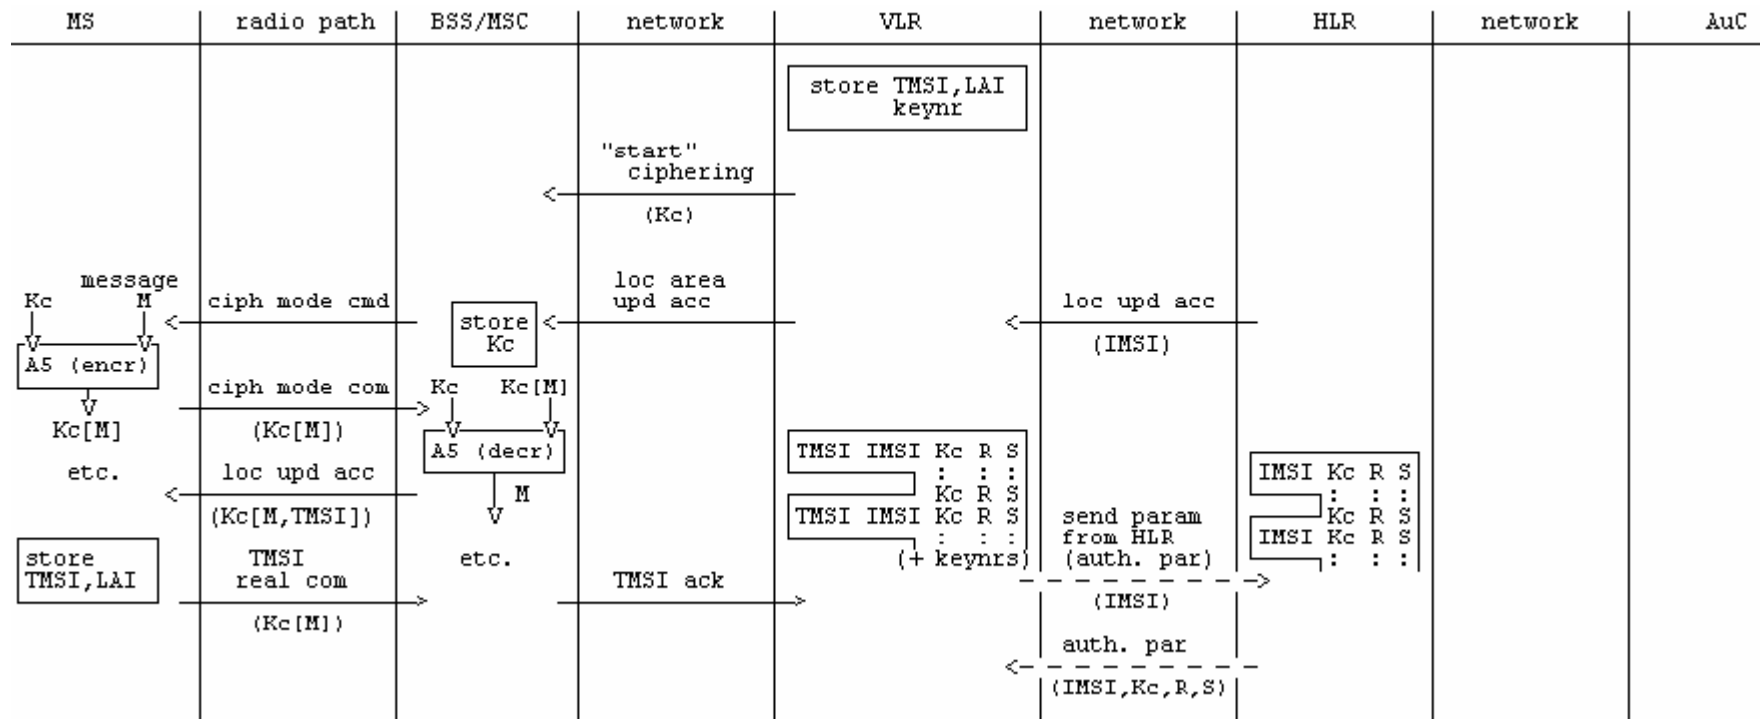 MS radio path BSS/MSC network VLR network HLR network AuC
store TMSI,LAI
keynr
"start"
ciphering
(Kc)
message
Kc M
ciph mode cmd
store
Kc
loc area
upd acc
loc upd acc
(IMSI)
A5 (encr)
Kc[M]
ciph mode com
(Kc[M])
Kc Kc[M]
A5 (decr)
M
etc.
etc.
loc upd acc
(Kc[M,TMSI])
TMSI IMSI Kc R S
: : :
Kc R S
TMSI IMSI Kc R S
: : :
(+ keynrs)
send param
from HLR
(auth. par)
(IMSI)
IMSI Kc R S
: : :
Kc R S
IMSI Kc R S
: : :
store
TMSI,LAI
TMSI
real com
(Kc[M])
TMSI ack
auth. par
(IMSI,Kc,R,S)